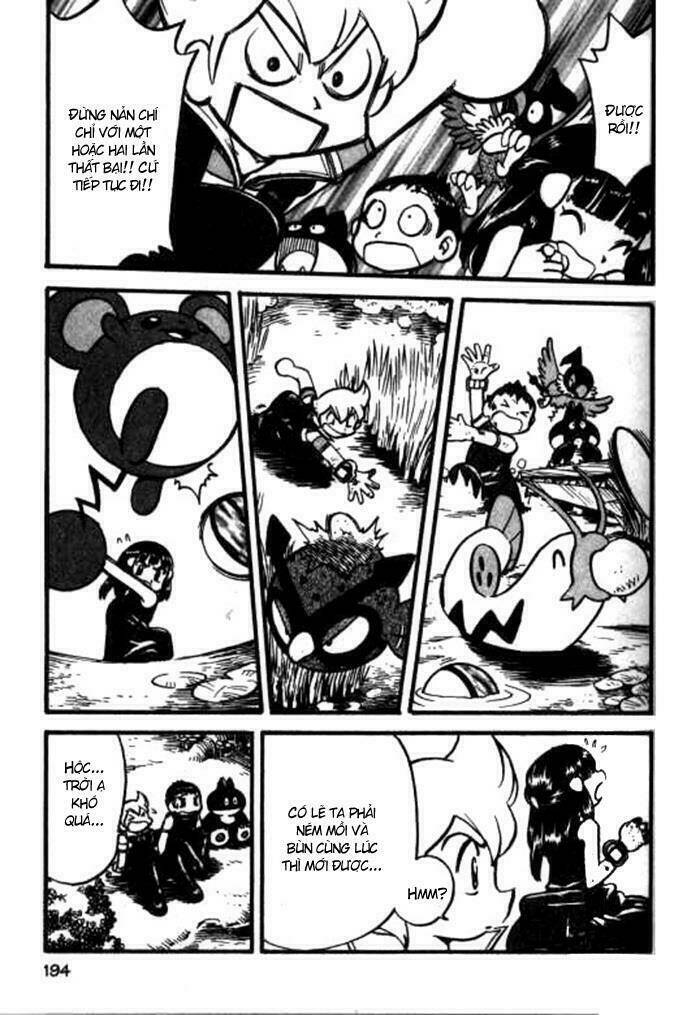 ĐƯỢC
RỒI!!
ĐỪNG NẢN CHÍ
CHỈ VỚI MỘT
HOẶC HAI LẦN
THẤT BẠI!! CỨ
TIẾP TỤC ĐI!!
HMM?
CÓ LẼ TA PHẢI
NÉM MỒI VÀ
BÙN CÙNG LÚC
THÌ MỚI ĐƯỢC...
HỘC...
TRỜI Ạ
KHÓ
QUÁ...
194